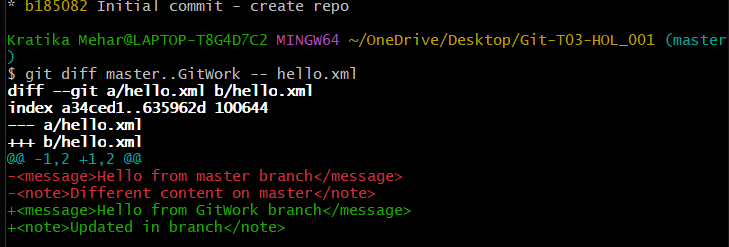 * b185082 Initial commit - create repo
Kratika Mehar@LAPTOP-T8G4D7C2 MINGW64 ~/OneDrive/Desktop/Git-T03-HOL_001 (master
)
$ git diff master..GitWork -- hello.xml
diff --git a/hello.xml b/hello.xml
index a34ced1..635962d 100644
--- a/hello.xml
+++ b/hello.xml
@@ -1,2 +1,2 @@
-<message>Hello from master branch</message>
-<note>Different content on master</note>
+<message>Hello from GitWork branch</message>
+<note>Updated in branch</note>